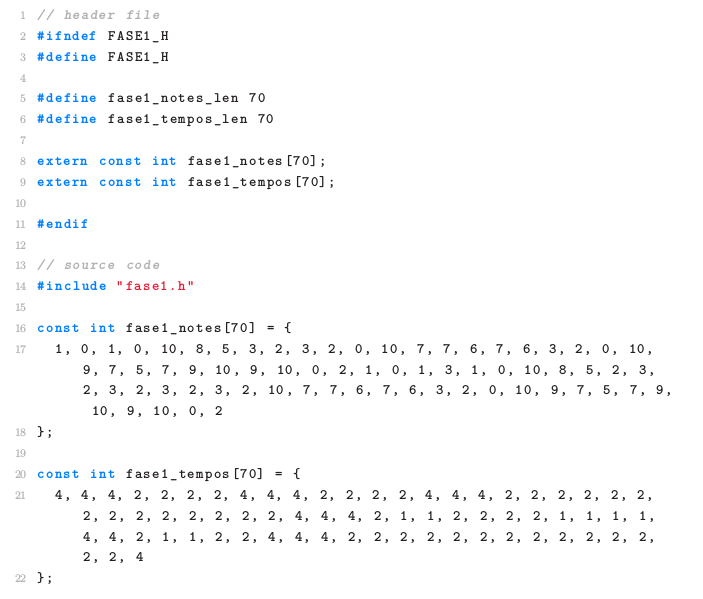 1 // header file
2 #ifndef FASE1_H
3 #define FASE1_H
4
5 #define fase1_notes_len 70
6 #define fase1_tempos_len 70
7
8 extern const int fase1_notes[70];
9 extern const int fase1_tempos[70];
10
11 #endif
12
13 // source code
14 #include "fase1.h"
15
16 const int fase1_notes[70] = {
17 1, 0, 1, 0, 10, 8, 5, 3, 2, 3, 2, 0, 10, 7, 7, 6, 7, 6, 3, 2, 0, 10,
9, 7, 5, 7, 9, 10, 9, 10, 0, 2, 1, 0, 1, 3, 1, 0, 10, 8, 5, 2, 3,
2, 3, 2, 3, 2, 3, 2, 10, 7, 7, 6, 7, 6, 3, 2, 0, 10, 9, 7, 5, 7, 9,
10, 9, 10, 0, 2
18 };
19
20 const int fase1_tempos[70] = {
21 4, 4, 4, 2, 2, 2, 2, 4, 4, 4, 2, 2, 2, 2, 4, 4, 4, 2, 2, 2, 2, 2, 2,
2, 2, 2, 2, 2, 2, 2, 2, 4, 4, 4, 2, 1, 1, 2, 2, 2, 2, 1, 1, 1, 1,
4, 4, 2, 1, 1, 2, 2, 4, 4, 4, 2, 2, 2, 2, 2, 2, 2, 2, 2, 2, 2, 2,
2, 2, 4
22 };